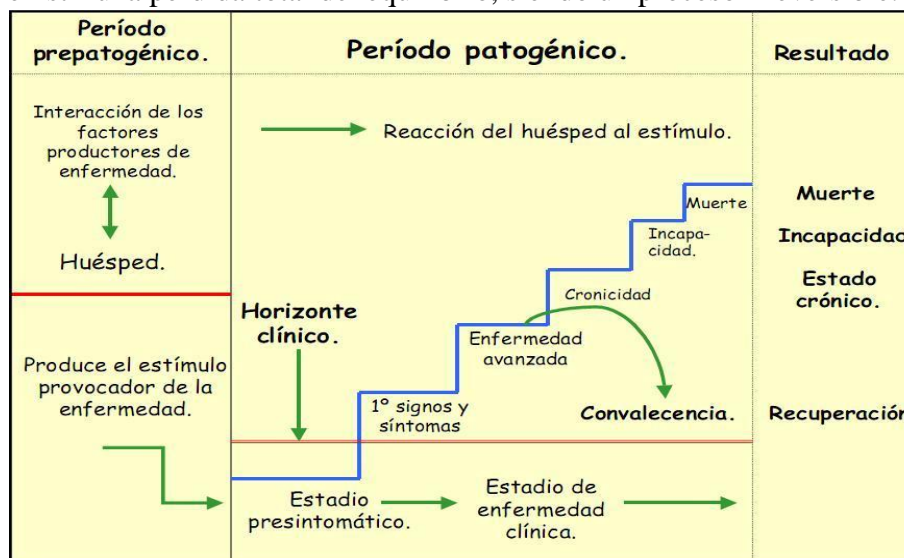 Período
prepatogénico.
Período patogénico.
Resultado
Interacción de los
factores
productores de
enfermedad.
Huésped.
Reacción del huésped al estímulo.
Muerte
Incapa-
cidad.
Cronicidad
Enfermedad
avanzada
1º signos y
síntomas
Horizonte
clínico.
Convalecencia.
Muerte
Incapacidad
Estado
crónico.
Recuperación
Produce el estímulo
provocador de la
enfermedad.
Estadio
presintomático.
Estadio de
enfermedad
clínica.